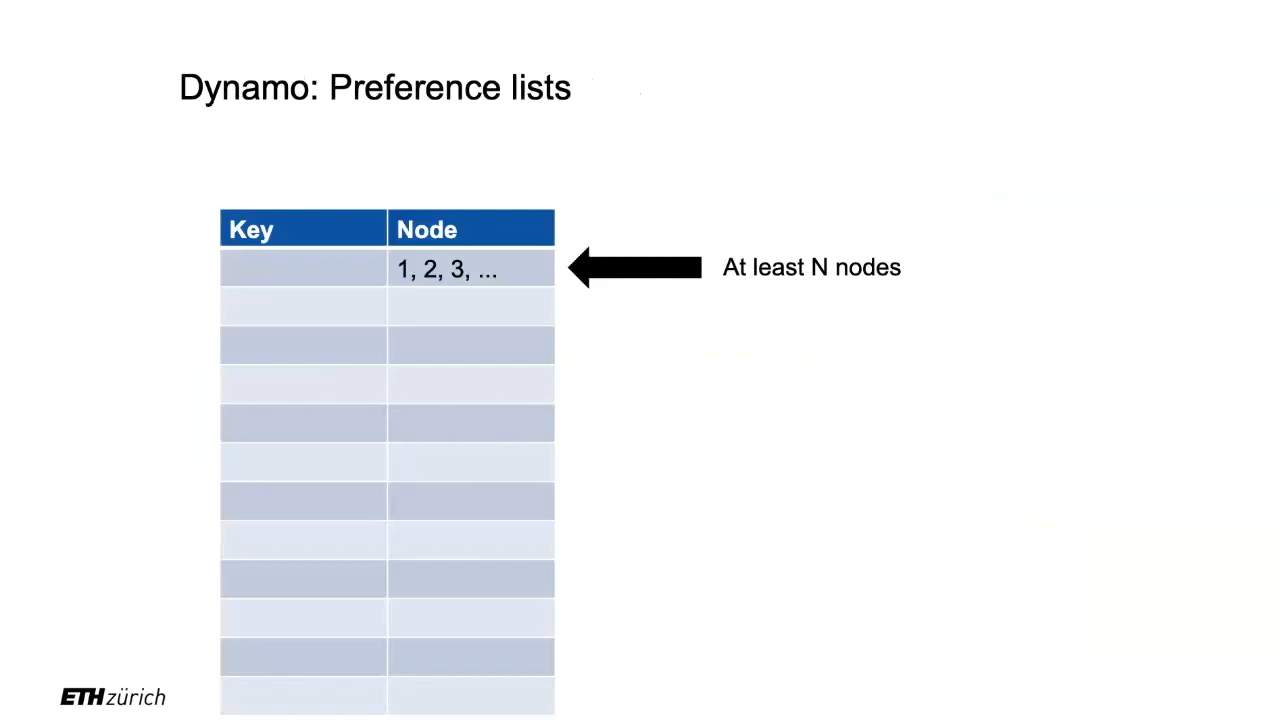 Dynamo: Preference lists
Key Node
1, 2, 3, ...
At least N nodes
ETH zürich